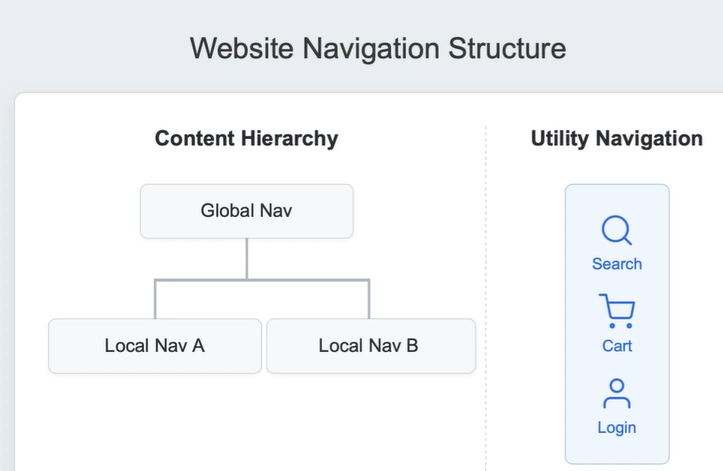 Website Navigation Structure
Content Hierarchy
Global Nav
Local Nav A
Local Nav B
Utility Navigation
Search
Cart
Login